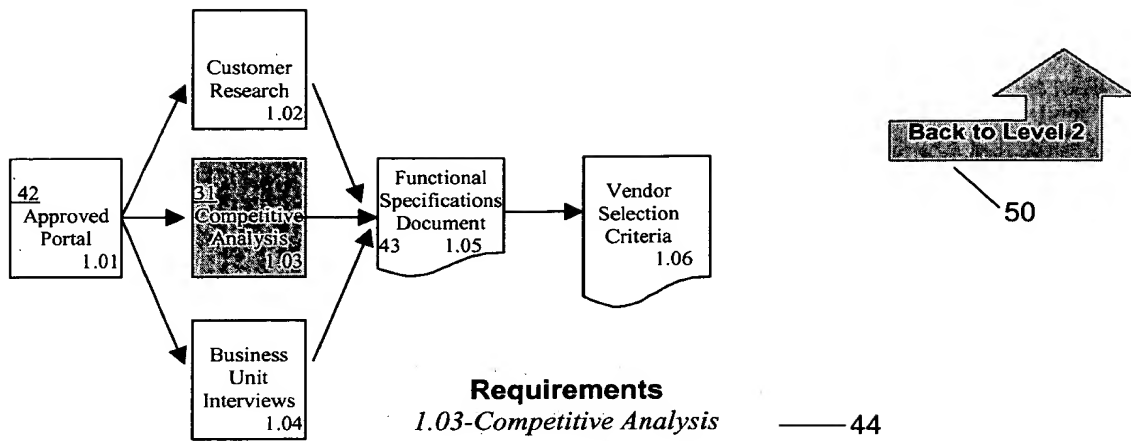 Customer
Research
1.02
Back to Level 2
50
42
Approved
Portal
1.01
31
Competitive
Analysis
1.03
Functional
Specifications
Document
43 1.05
Vendor
Selection
Criteria
1.06
Business
Unit
Interviews
1.04
Requirements
1.03-Competitive Analysis 44